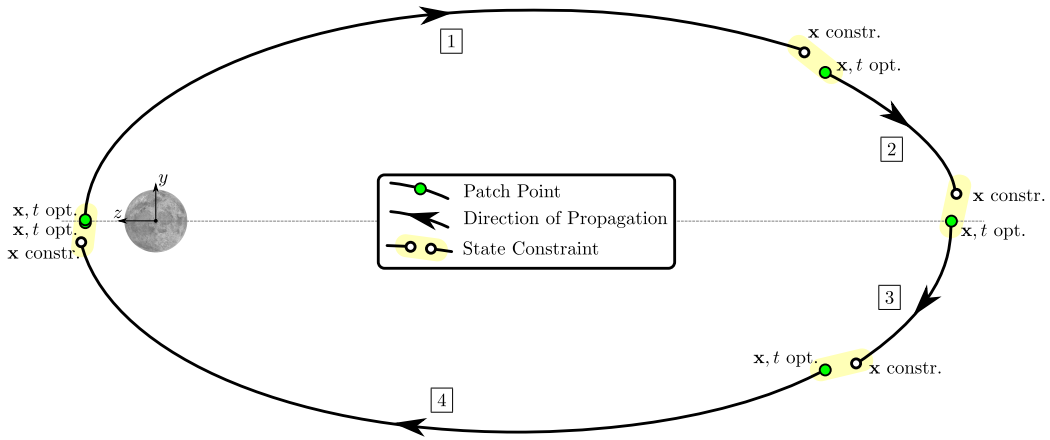 1
x constr.
x, t opt.
2
y
z
x, t opt.
x, t opt.
x constr.
Patch Point
Direction of Propagation
State Constraint
x constr.
x, t opt.
3
x, t opt.
x constr.
4